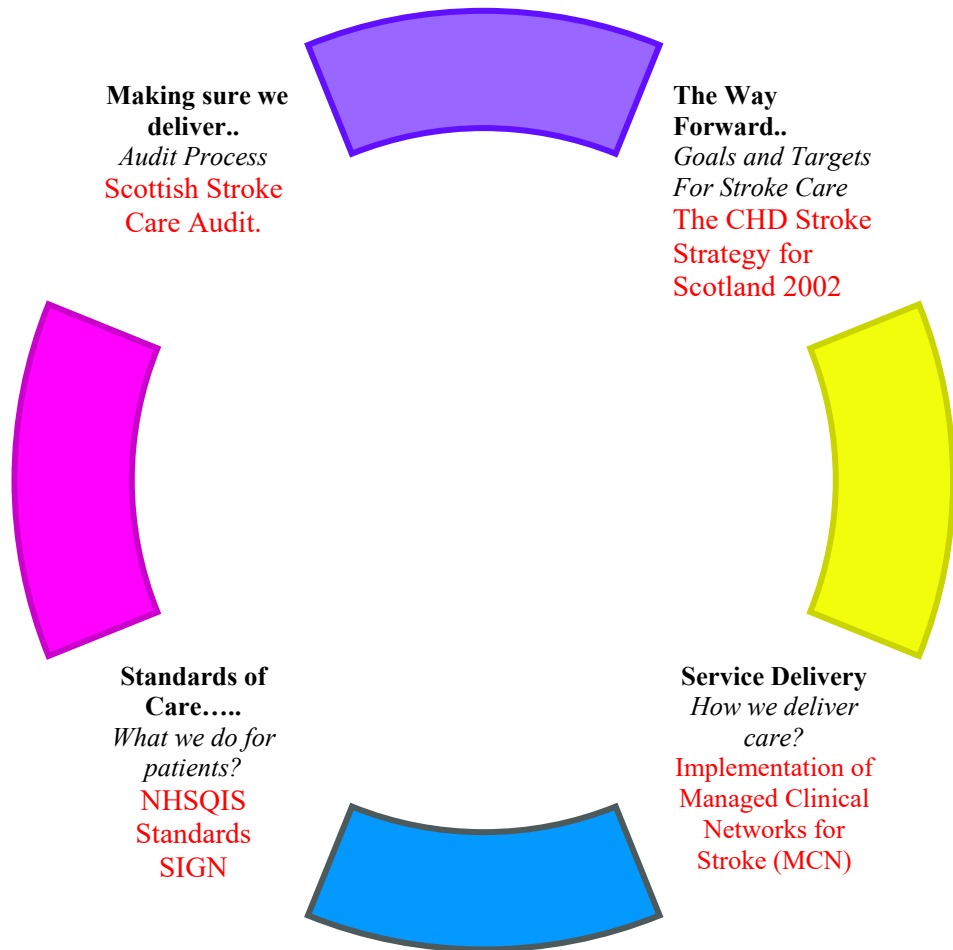 Making sure we
deliver..
Audit Process
Scottish Stroke
Care Audit.
The Way
Forward..
Goals and Targets
For Stroke Care
The CHD Stroke
Strategy for
Scotland 2002
Standards of
Care…..
What we do for
patients?
NHSQIS
Standards
SIGN
Service Delivery
How we deliver
care?
Implementation of
Managed Clinical
Networks for
Stroke (MCN)